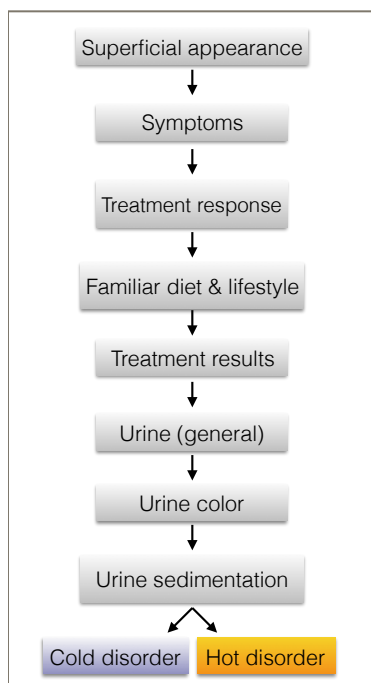 Superficial appearance
Symptoms
Treatment response
Familiar diet & lifestyle
Treatment results
Urine (general)
Urine color
Urine sedimentation
Cold disorder
Hot disorder